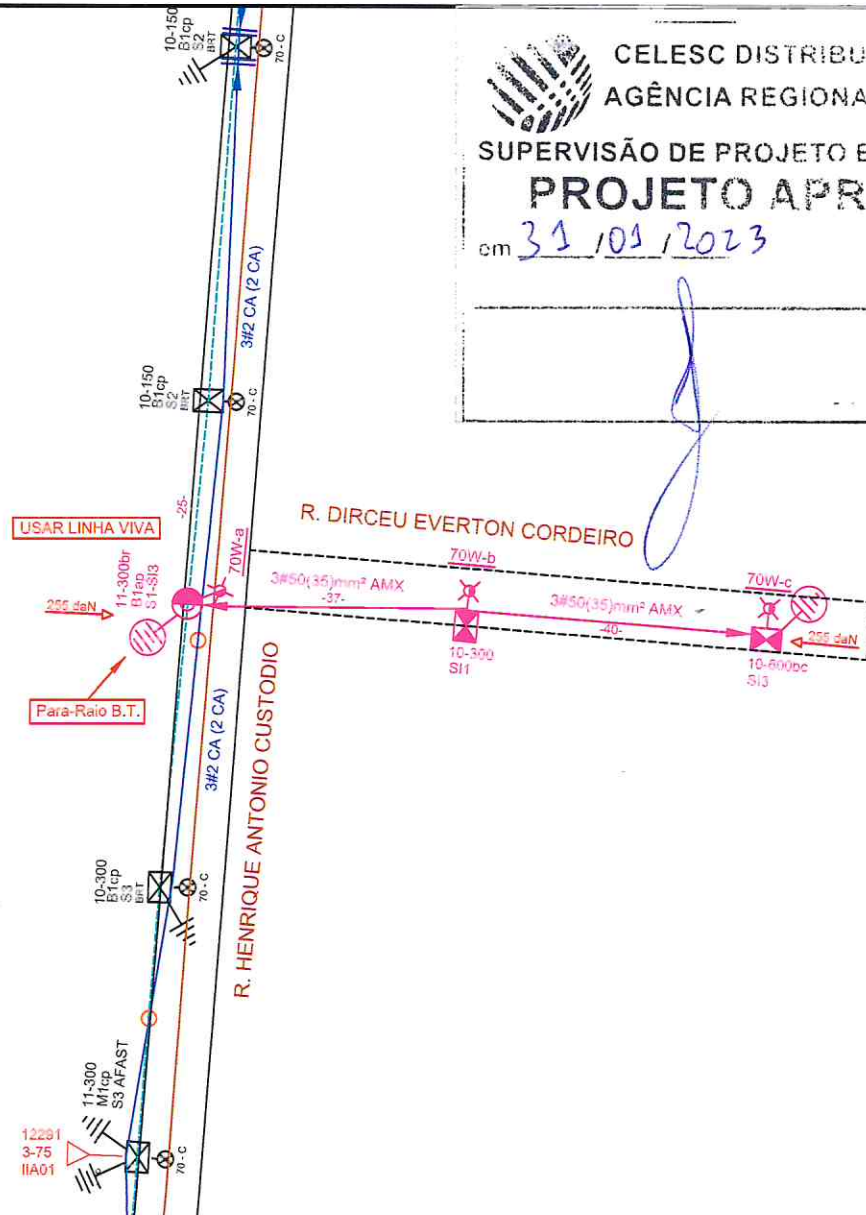 10-150
B1cp
S2
BRT
70 - C
CELESC DISTRIBU
AGÊNCIA REGIONA
SUPERVISÃO DE PROJETO E
PROJETO APR
em 31 / 01 / 2023
3#2 CA (2 CA)
10-150
B1cp
S2
BRT
70 - C
-25-
USAR LINHA VIVA
R. DIRCEU EVERTON CORDEIRO
11-300br
B1ap
S1-SI3
70W-a
70W-b
70W-c
255 daN
3#50(35)mm² AMX
-37-
3#50(35)mm² AMX
-40-
255 daN
10-300
SI1
10-600bc
SI3
Para-Raio B.T.
3#2 CA (2 CA)
R. HENRIQUE ANTONIO CUSTODIO
10-300
B1cp
S3
BRT
70 - C
11-300
M1cp
S3 AFAST
12291
3-75
IIA01
70 - C